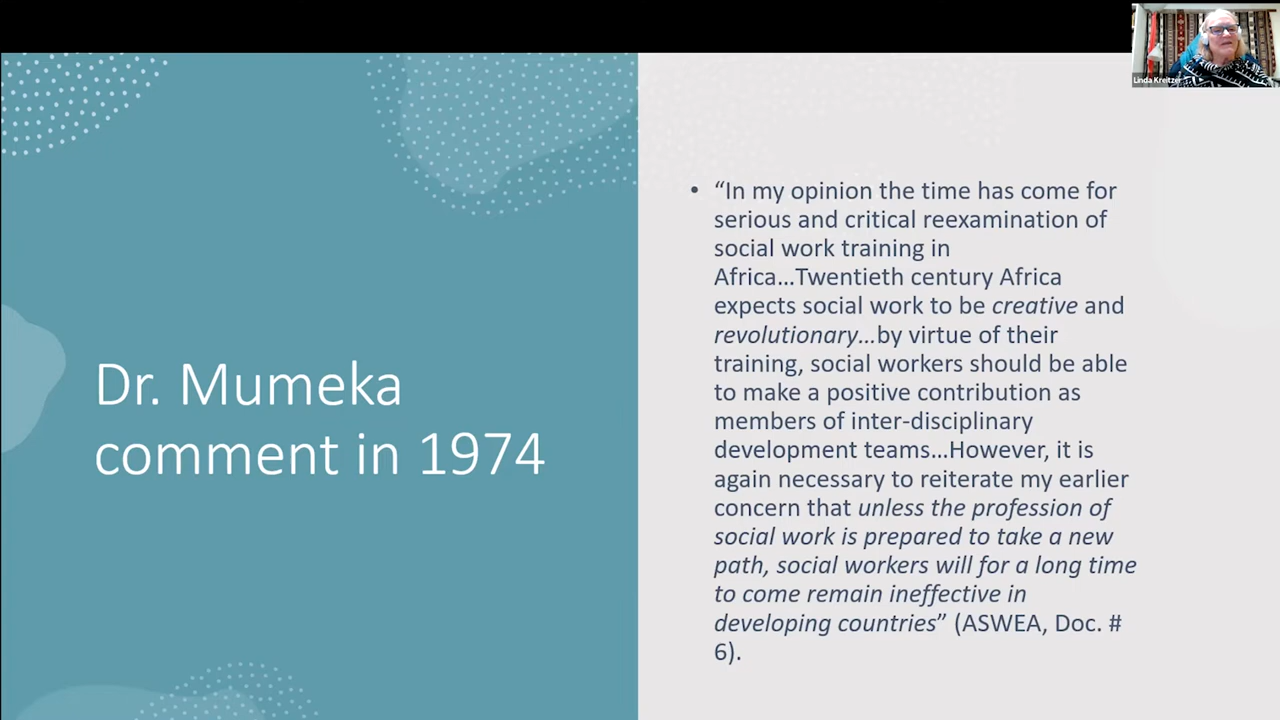 Linda Kreitzer
Dr. Mumeka
comment in 1974
• “In my opinion the time has come for
serious and critical reexamination of
social work training in
Africa…Twentieth century Africa
expects social work to be creative and
revolutionary…by virtue of their
training, social workers should be able
to make a positive contribution as
members of inter-disciplinary
development teams…However, it is
again necessary to reiterate my earlier
concern that unless the profession of
social work is prepared to take a new
path, social workers will for a long time
to come remain ineffective in
developing countries” (ASWEA, Doc. #
6).